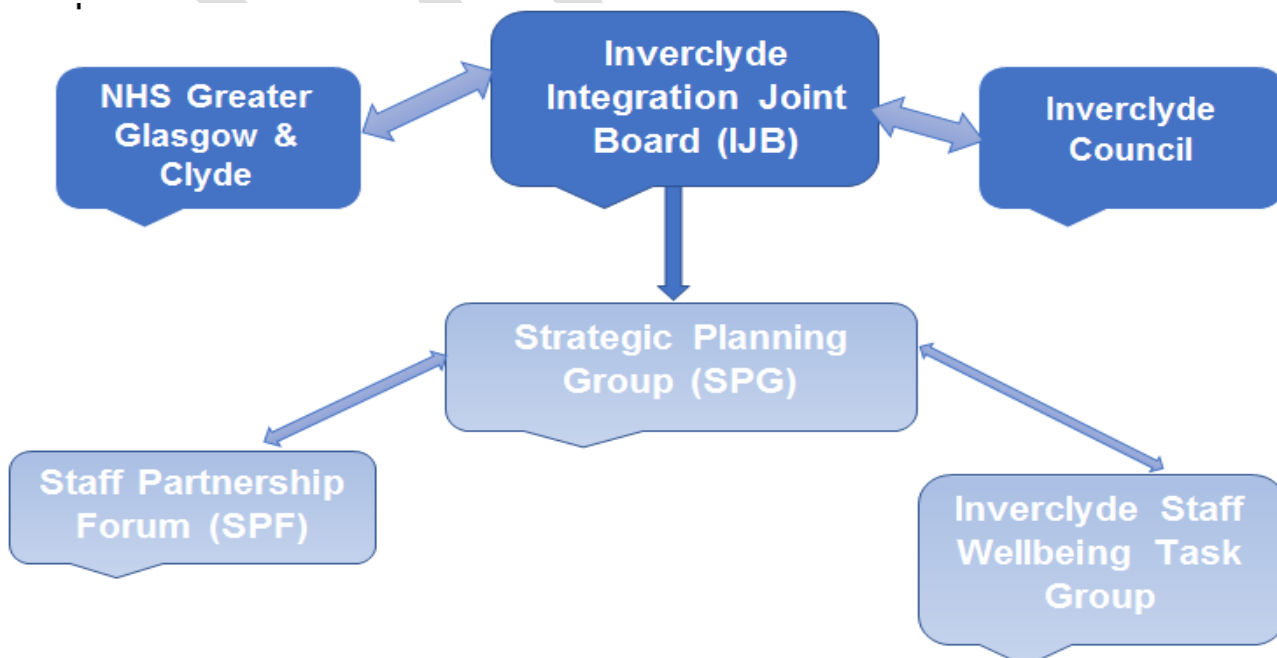 NHS Greater
Glasgow &
Clyde
Inverclyde
Integration Joint
Board (IJB)
Inverclyde
Council
Strategic Planning
Group (SPG)
Staff Partnership
Forum (SPF)
Inverclyde Staff
Wellbeing Task
Group